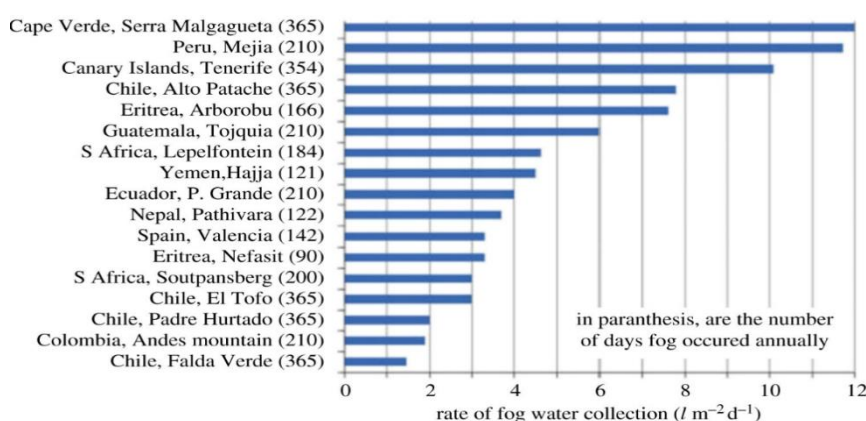 Cape Verde, Serra Malgagueta (365)
Peru, Mejia (210)
Canary Islands, Tenerife (354)
Chile, Alto Patache (365)
Eritrea, Arborobu (166)
Guatemala, Tojquia (210)
S Africa, Lepelfontein (184)
Yemen,Hajja (121)
Ecuador, P. Grande (210)
Nepal, Pathivara (122)
Spain, Valencia (142)
Eritrea, Nefasit (90)
S Africa, Soutpansberg (200)
Chile, El Tofo (365)
Chile, Padre Hurtado (365)
Colombia, Andes mountain (210)
Chile, Falda Verde (365)
in paranthesis, are the number
of days fog occured annually
0 2 4 6 8 10 12
rate of fog water collection (l m⁻² d⁻¹)